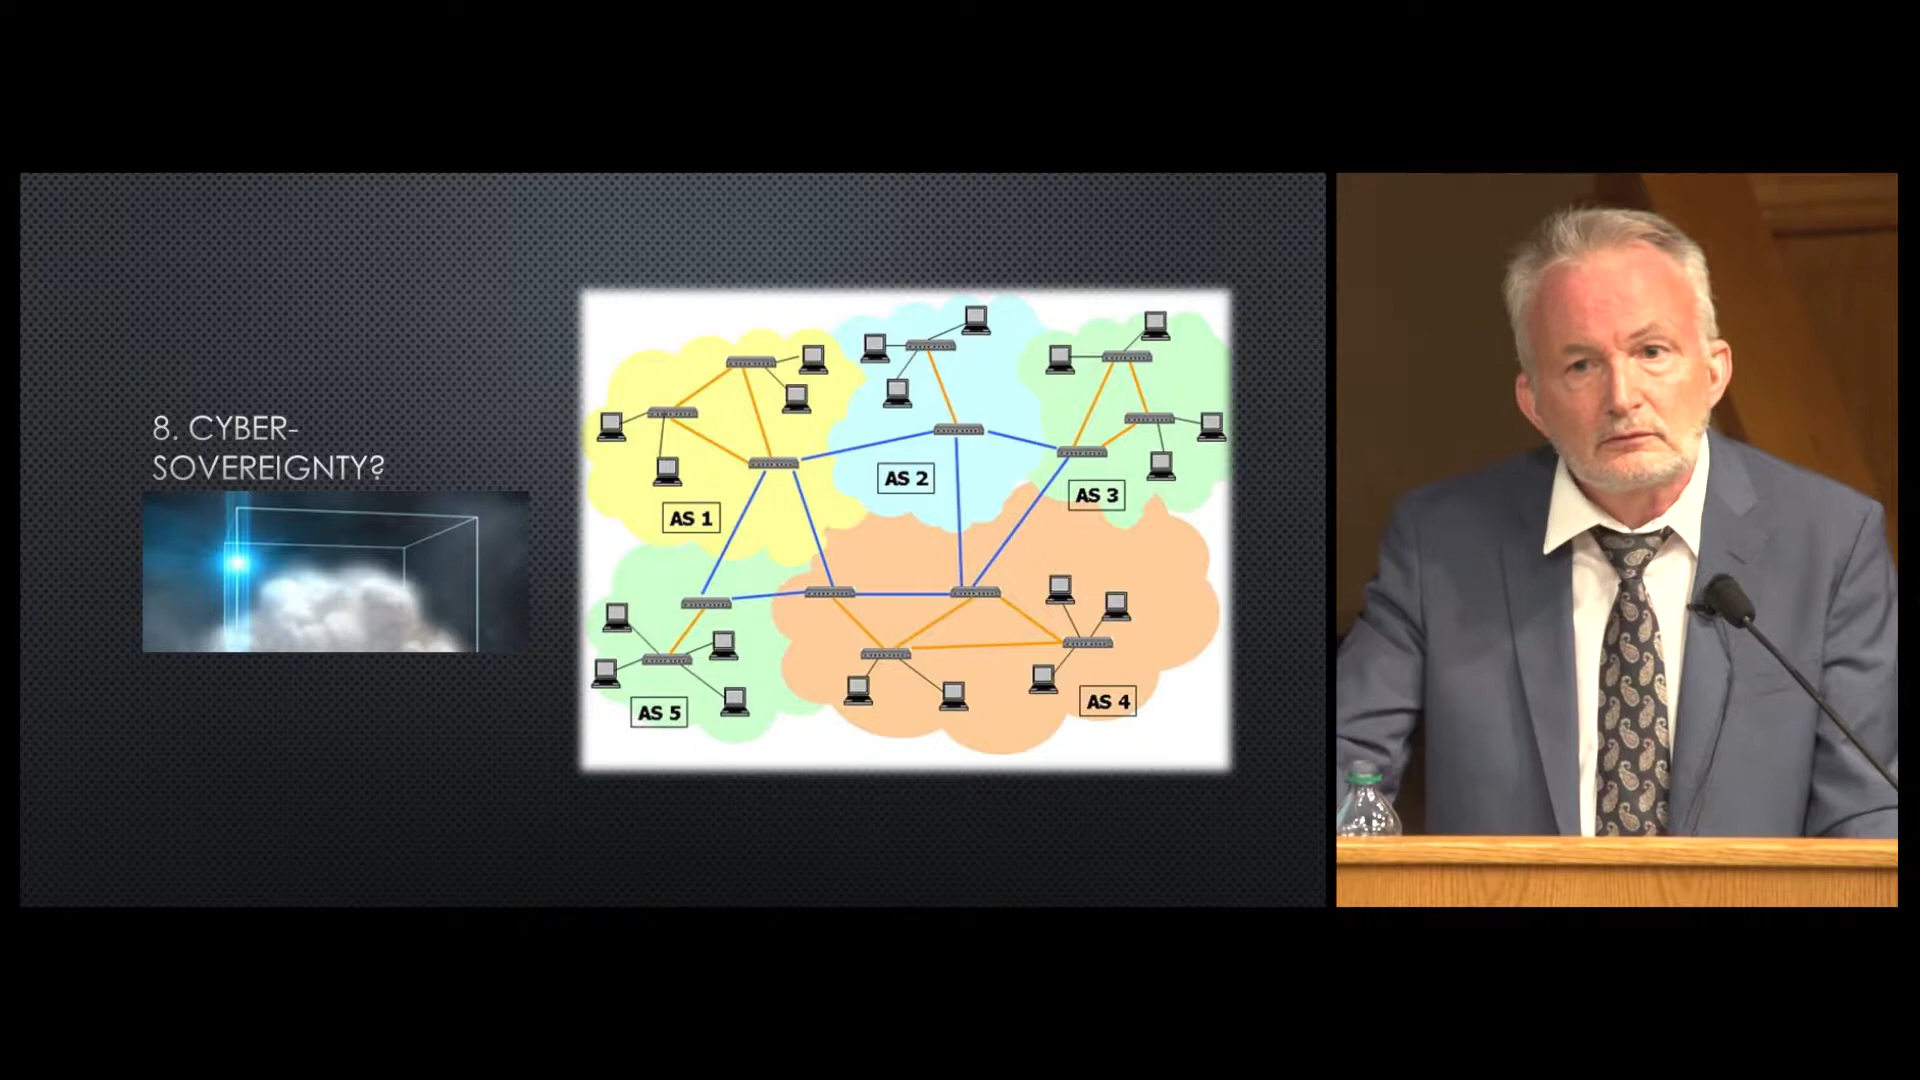 8. CYBER-
SOVEREIGNTY?
AS 1
AS 2
AS 3
AS 4
AS 5